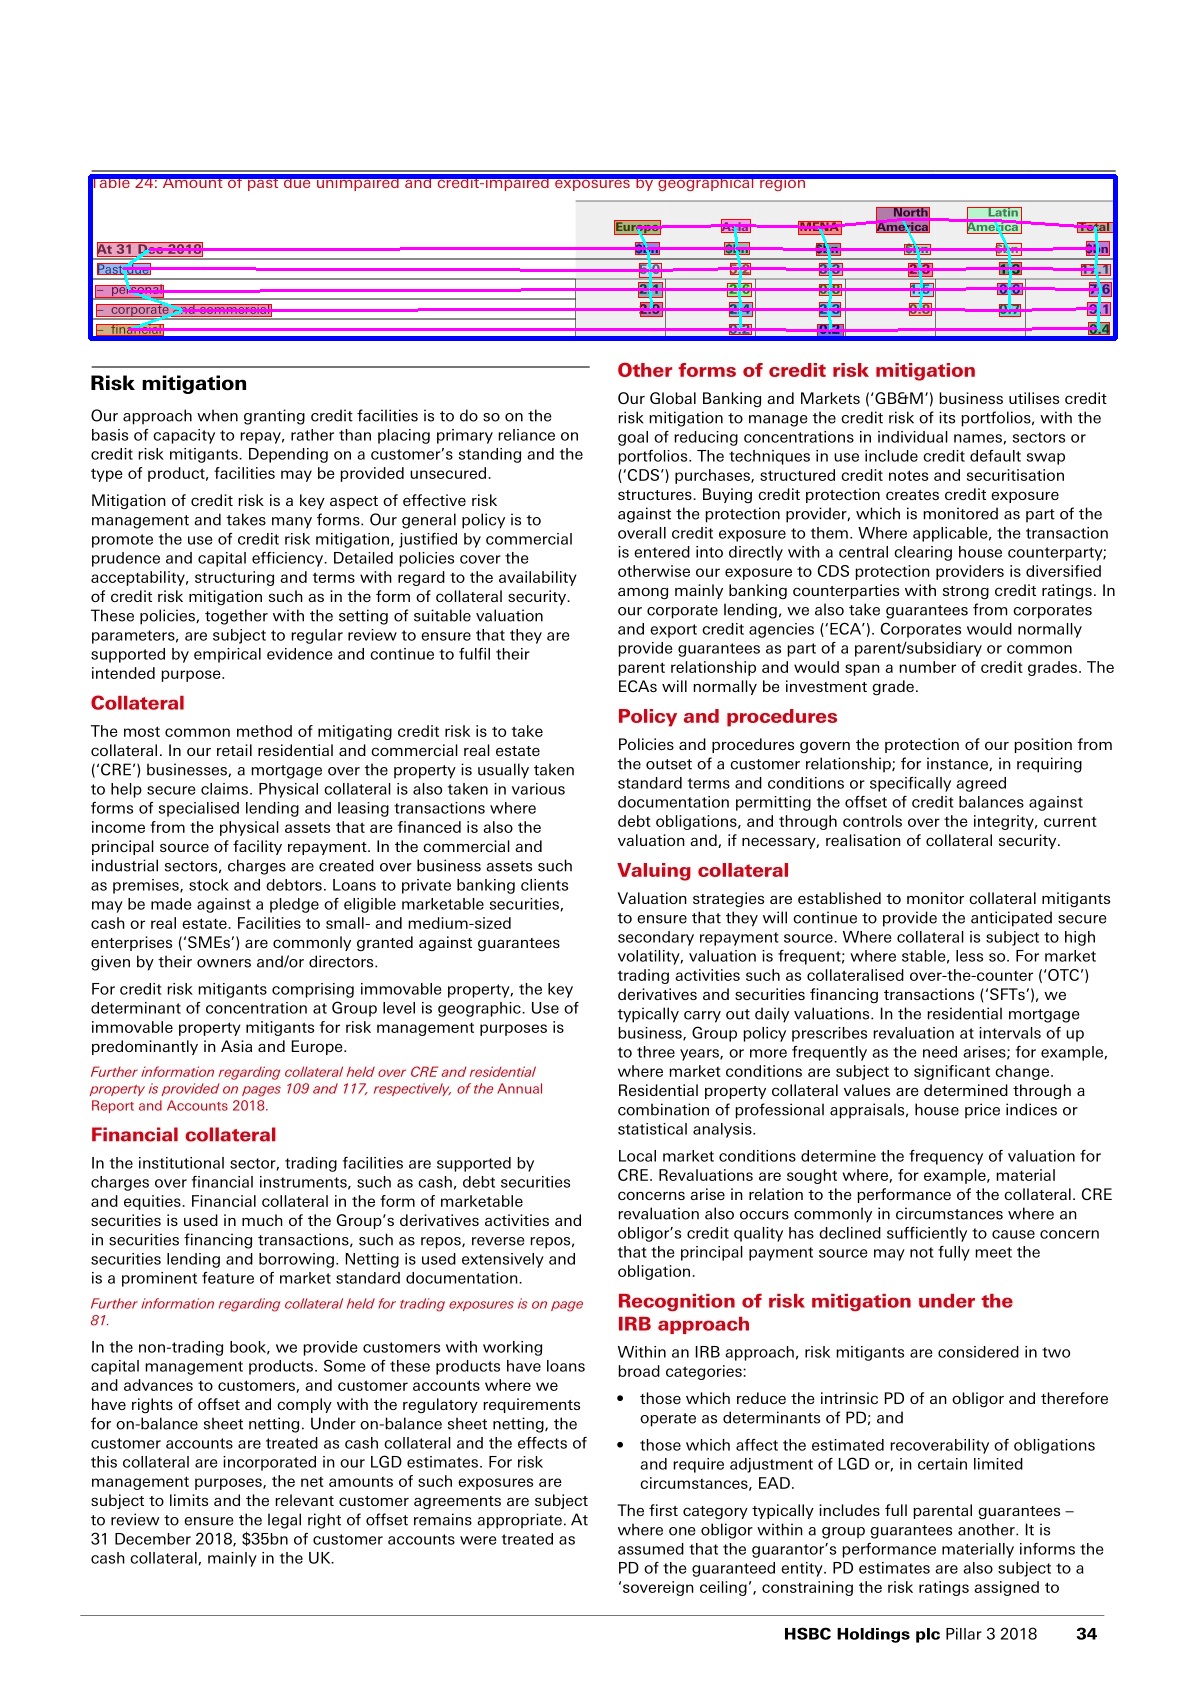 Table 24: Amount of past due unimpaired and credit-impaired exposures by geographical region
Europe Asia MENA North America Latin America Total
At 31 Dec 2018 $bn $bn $bn $bn $bn $bn
Past due 5.0 5.2 3.3 2.3 1.3 17.1
– personal 2.1 2.6 0.8 1.5 0.6 7.6
– corporate and commercial 2.9 2.4 2.3 0.8 0.7 9.1
– financial 0.2 0.2 0.4
Risk mitigation
Our approach when granting credit facilities is to do so on the
basis of capacity to repay, rather than placing primary reliance on
credit risk mitigants. Depending on a customer’s standing and the
type of product, facilities may be provided unsecured.
Mitigation of credit risk is a key aspect of effective risk
management and takes many forms. Our general policy is to
promote the use of credit risk mitigation, justified by commercial
prudence and capital efficiency. Detailed policies cover the
acceptability, structuring and terms with regard to the availability
of credit risk mitigation such as in the form of collateral security.
These policies, together with the setting of suitable valuation
parameters, are subject to regular review to ensure that they are
supported by empirical evidence and continue to fulfil their
intended purpose.
Collateral
The most common method of mitigating credit risk is to take
collateral. In our retail residential and commercial real estate
(‘CRE’) businesses, a mortgage over the property is usually taken
to help secure claims. Physical collateral is also taken in various
forms of specialised lending and leasing transactions where
income from the physical assets that are financed is also the
principal source of facility repayment. In the commercial and
industrial sectors, charges are created over business assets such
as premises, stock and debtors. Loans to private banking clients
may be made against a pledge of eligible marketable securities,
cash or real estate. Facilities to small- and medium-sized
enterprises (‘SMEs’) are commonly granted against guarantees
given by their owners and/or directors.
For credit risk mitigants comprising immovable property, the key
determinant of concentration at Group level is geographic. Use of
immovable property mitigants for risk management purposes is
predominantly in Asia and Europe.
Further information regarding collateral held over CRE and residential
property is provided on pages 109 and 117, respectively, of the Annual
Report and Accounts 2018.
Financial collateral
In the institutional sector, trading facilities are supported by
charges over financial instruments, such as cash, debt securities
and equities. Financial collateral in the form of marketable
securities is used in much of the Group’s derivatives activities and
in securities financing transactions, such as repos, reverse repos,
securities lending and borrowing. Netting is used extensively and
is a prominent feature of market standard documentation.
Further information regarding collateral held for trading exposures is on page
81.
In the non-trading book, we provide customers with working
capital management products. Some of these products have loans
and advances to customers, and customer accounts where we
have rights of offset and comply with the regulatory requirements
for on-balance sheet netting. Under on-balance sheet netting, the
customer accounts are treated as cash collateral and the effects of
this collateral are incorporated in our LGD estimates. For risk
management purposes, the net amounts of such exposures are
subject to limits and the relevant customer agreements are subject
to review to ensure the legal right of offset remains appropriate. At
31 December 2018, $35bn of customer accounts were treated as
cash collateral, mainly in the UK.
Other forms of credit risk mitigation
Our Global Banking and Markets (‘GB&M’) business utilises credit
risk mitigation to manage the credit risk of its portfolios, with the
goal of reducing concentrations in individual names, sectors or
portfolios. The techniques in use include credit default swap
(‘CDS’) purchases, structured credit notes and securitisation
structures. Buying credit protection creates credit exposure
against the protection provider, which is monitored as part of the
overall credit exposure to them. Where applicable, the transaction
is entered into directly with a central clearing house counterparty;
otherwise our exposure to CDS protection providers is diversified
among mainly banking counterparties with strong credit ratings. In
our corporate lending, we also take guarantees from corporates
and export credit agencies (‘ECA’). Corporates would normally
provide guarantees as part of a parent/subsidiary or common
parent relationship and would span a number of credit grades. The
ECAs will normally be investment grade.
Policy and procedures
Policies and procedures govern the protection of our position from
the outset of a customer relationship; for instance, in requiring
standard terms and conditions or specifically agreed
documentation permitting the offset of credit balances against
debt obligations, and through controls over the integrity, current
valuation and, if necessary, realisation of collateral security.
Valuing collateral
Valuation strategies are established to monitor collateral mitigants
to ensure that they will continue to provide the anticipated secure
secondary repayment source. Where collateral is subject to high
volatility, valuation is frequent; where stable, less so. For market
trading activities such as collateralised over-the-counter (‘OTC’)
derivatives and securities financing transactions (‘SFTs’), we
typically carry out daily valuations. In the residential mortgage
business, Group policy prescribes revaluation at intervals of up
to three years, or more frequently as the need arises; for example,
where market conditions are subject to significant change.
Residential property collateral values are determined through a
combination of professional appraisals, house price indices or
statistical analysis.
Local market conditions determine the frequency of valuation for
CRE. Revaluations are sought where, for example, material
concerns arise in relation to the performance of the collateral. CRE
revaluation also occurs commonly in circumstances where an
obligor’s credit quality has declined sufficiently to cause concern
that the principal payment source may not fully meet the
obligation.
Recognition of risk mitigation under the
IRB approach
Within an IRB approach, risk mitigants are considered in two
broad categories:
• those which reduce the intrinsic PD of an obligor and therefore
operate as determinants of PD; and
• those which affect the estimated recoverability of obligations
and require adjustment of LGD or, in certain limited
circumstances, EAD.
The first category typically includes full parental guarantees –
where one obligor within a group guarantees another. It is
assumed that the guarantor’s performance materially informs the
PD of the guaranteed entity. PD estimates are also subject to a
‘sovereign ceiling’, constraining the risk ratings assigned to
HSBC Holdings plc Pillar 3 2018 34